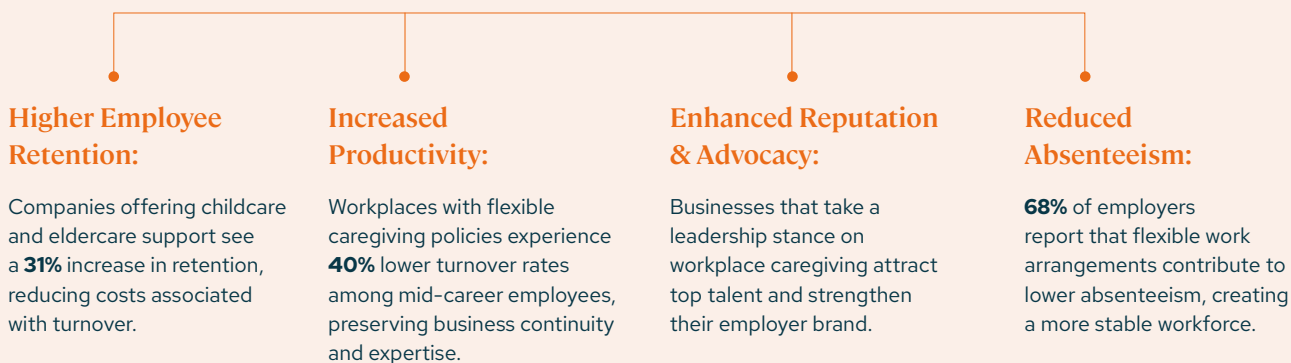 Higher Employee
Retention:
Companies offering childcare
and eldercare support see
a 31% increase in retention,
reducing costs associated
with turnover.
Increased
Productivity:
Workplaces with flexible
caregiving policies experience
40% lower turnover rates
among mid-career employees,
preserving business continuity
and expertise.
Enhanced Reputation
& Advocacy:
Businesses that take a
leadership stance on
workplace caregiving attract
top talent and strengthen
their employer brand.
Reduced
Absenteeism:
68% of employers
report that flexible work
arrangements contribute to
lower absenteeism, creating
a more stable workforce.